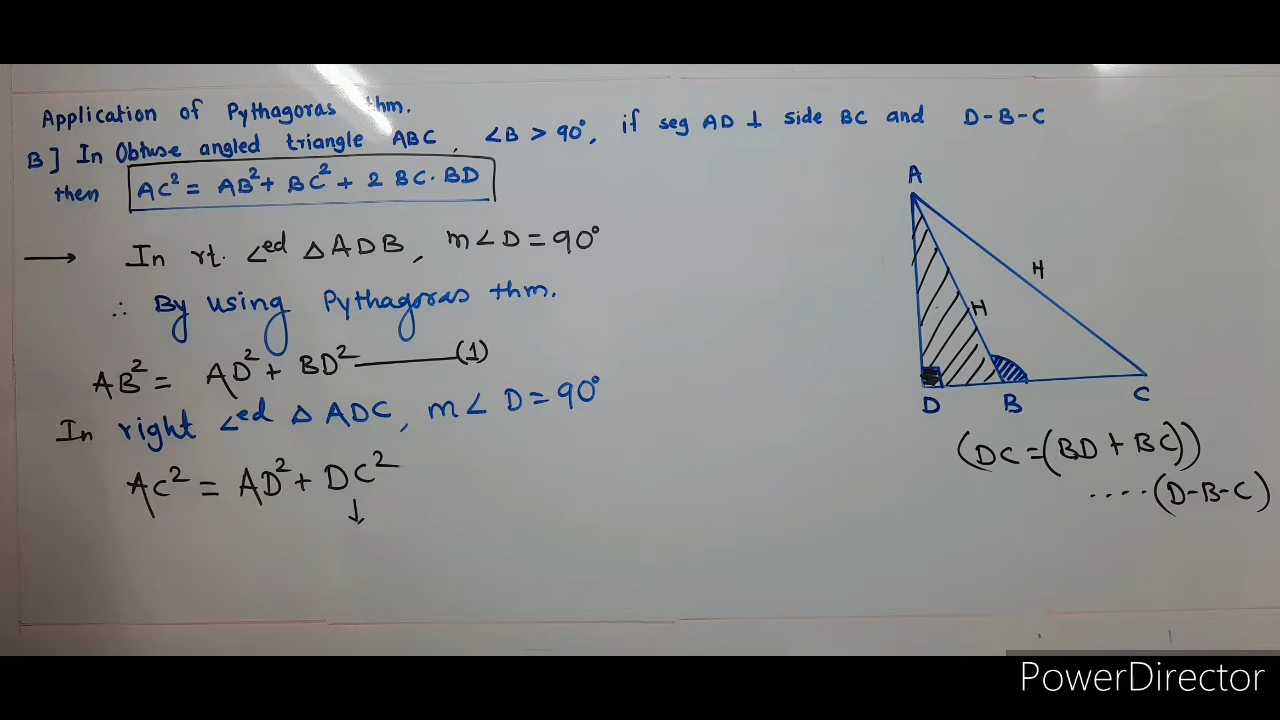 Application of Pythagoras thm.
B] In Obtuse angled triangle ABC, ∠B > 90°, if seg AD ⊥ side BC and D-B-C
then AC² = AB² + BC² + 2 BC·BD
→ In rt. ∠ed △ADB, m∠D = 90°
∴ By using Pythagoras thm.
AB² = AD² + BD² —— (1)
In right ∠ed △ ADC, m∠ D = 90°
AC² = AD² + DC²
↓
A
H
H
D B C
(DC = (BD + BC))
.... (D-B-C)
PowerDirector